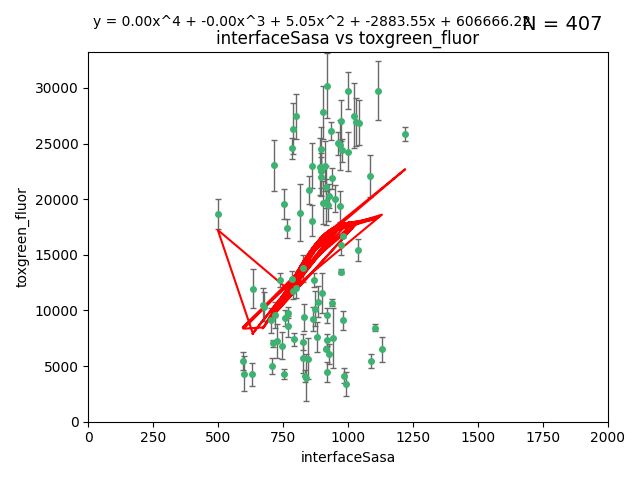 y = 0.00x^4 + -0.00x^3 + 5.05x^2 + -2883.55x + 606666.22
N = 407
interfaceSasa vs toxgreen_fluor
30000
25000
20000
15000
10000
5000
0
toxgreen_fluor
0 250 500 750 1000 1250 1500 1750 2000
interfaceSasa